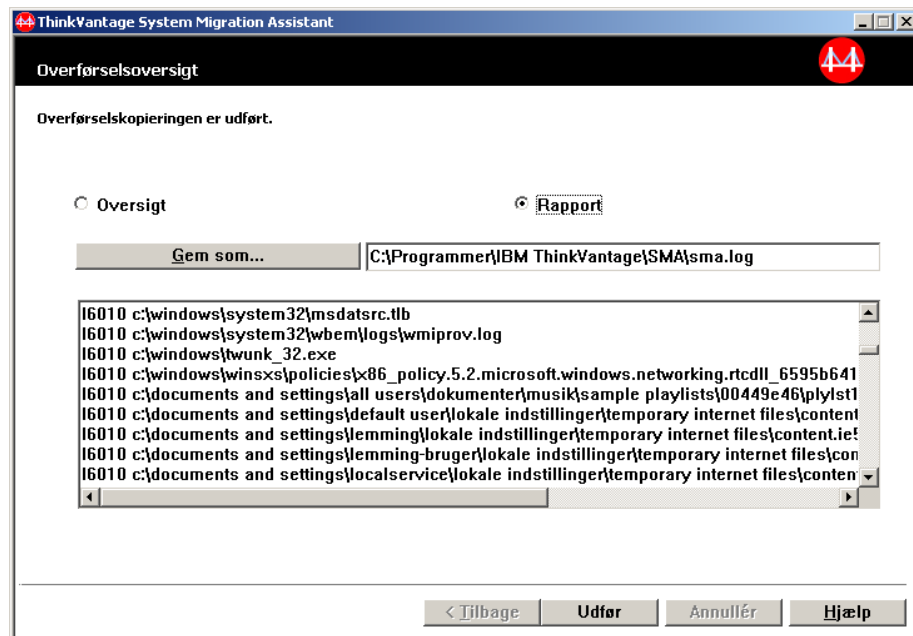 ThinkVantage System Migration Assistant
Overførselsoversigt
Overførselskopieringen er udført.
Oversigt
Rapport
Gem som...
C:\Programmer\IBM ThinkVantage\SMA\sma.log
I6010 c:\windows\system32\msdatsrc.tlb
I6010 c:\windows\system32\wbem\logs\wmiprov.log
I6010 c:\windows\twunk_32.exe
I6010 c:\windows\winsxs\policies\x86_policy.5.2.microsoft.windows.networking.rtcdll_6595b641
I6010 c:\documents and settings\all users\dokumenter\musik\sample playlists\00449e46\plylst1
I6010 c:\documents and settings\default user\lokale indstillinger\temporary internet files\content
I6010 c:\documents and settings\lemming\lokale indstillinger\temporary internet files\content.ie5
I6010 c:\documents and settings\lemming-bruger\lokale indstillinger\temporary internet files\con
I6010 c:\documents and settings\localservice\lokale indstillinger\temporary internet files\conten
< Tilbage
Udfør
Annullér
Hjælp